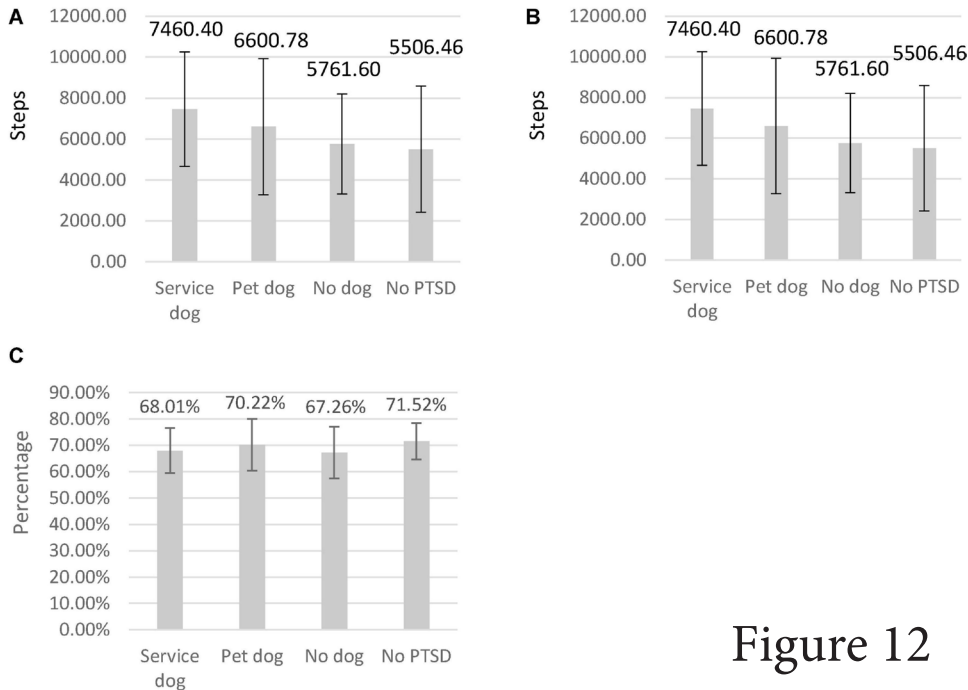 A
12000.00
10000.00
8000.00
6000.00
4000.00
2000.00
0.00
Steps
7460.40
6600.78
5761.60
5506.46
Service dog
Pet dog
No dog
No PTSD
B
12000.00
10000.00
8000.00
6000.00
4000.00
2000.00
0.00
Steps
7460.40
6600.78
5761.60
5506.46
Service dog
Pet dog
No dog
No PTSD
C
90.00%
80.00%
70.00%
60.00%
50.00%
40.00%
30.00%
20.00%
10.00%
0.00%
Percentage
68.01%
70.22%
67.26%
71.52%
Service dog
Pet dog
No dog
No PTSD
Figure 12